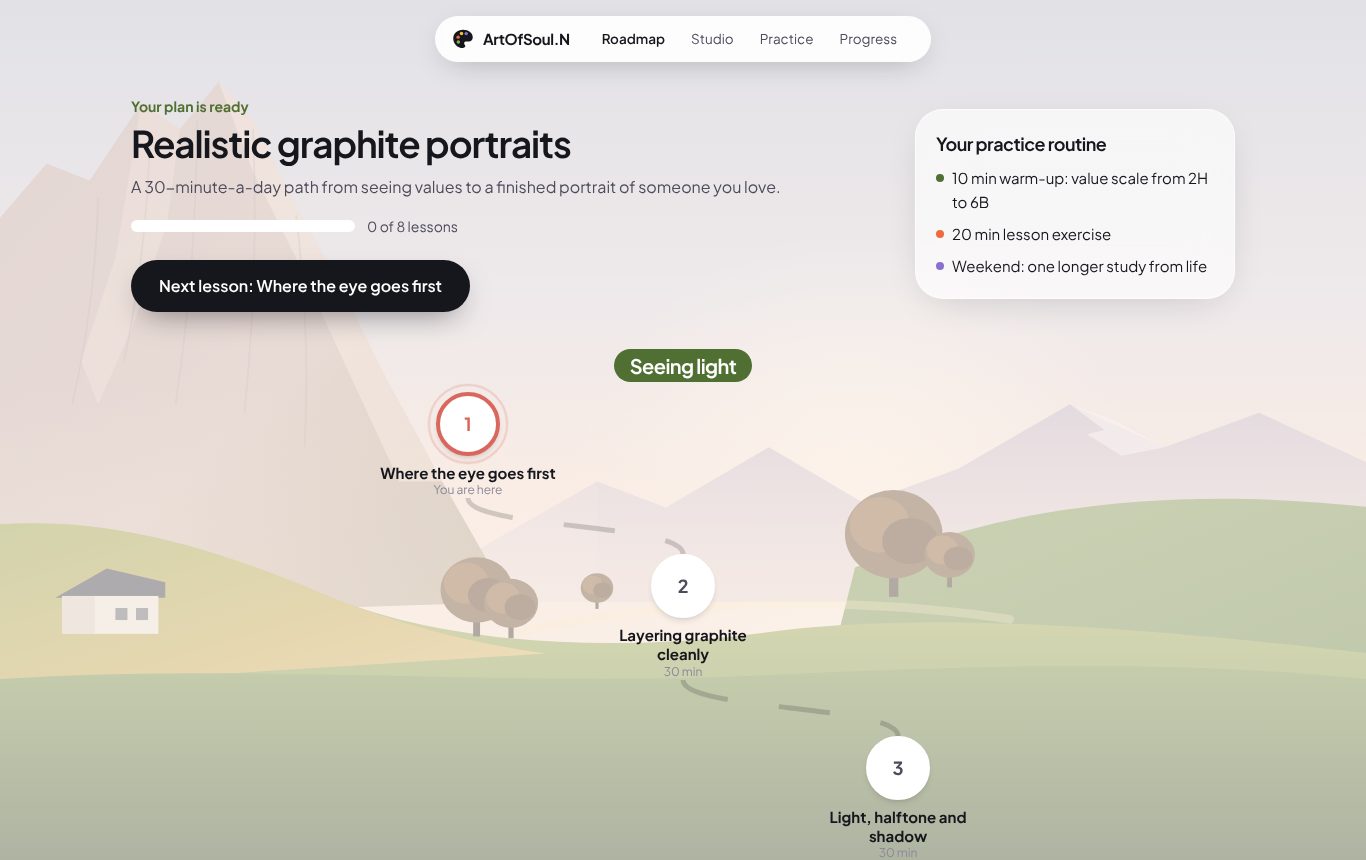 ArtOfSoul.N
Roadmap
Studio
Practice
Progress
Your plan is ready
Realistic graphite portraits
A 30–minute-a-day path from seeing values to a finished portrait of someone you love.
0 of 8 lessons
Next lesson: Where the eye goes first
Your practice routine
10 min warm-up: value scale from 2H
to 6B
20 min lesson exercise
Weekend: one longer study from life
Seeing light
1
Where the eye goes first
You are here
2
Layering graphite
cleanly
30 min
3
Light, halftone and
shadow
30 min